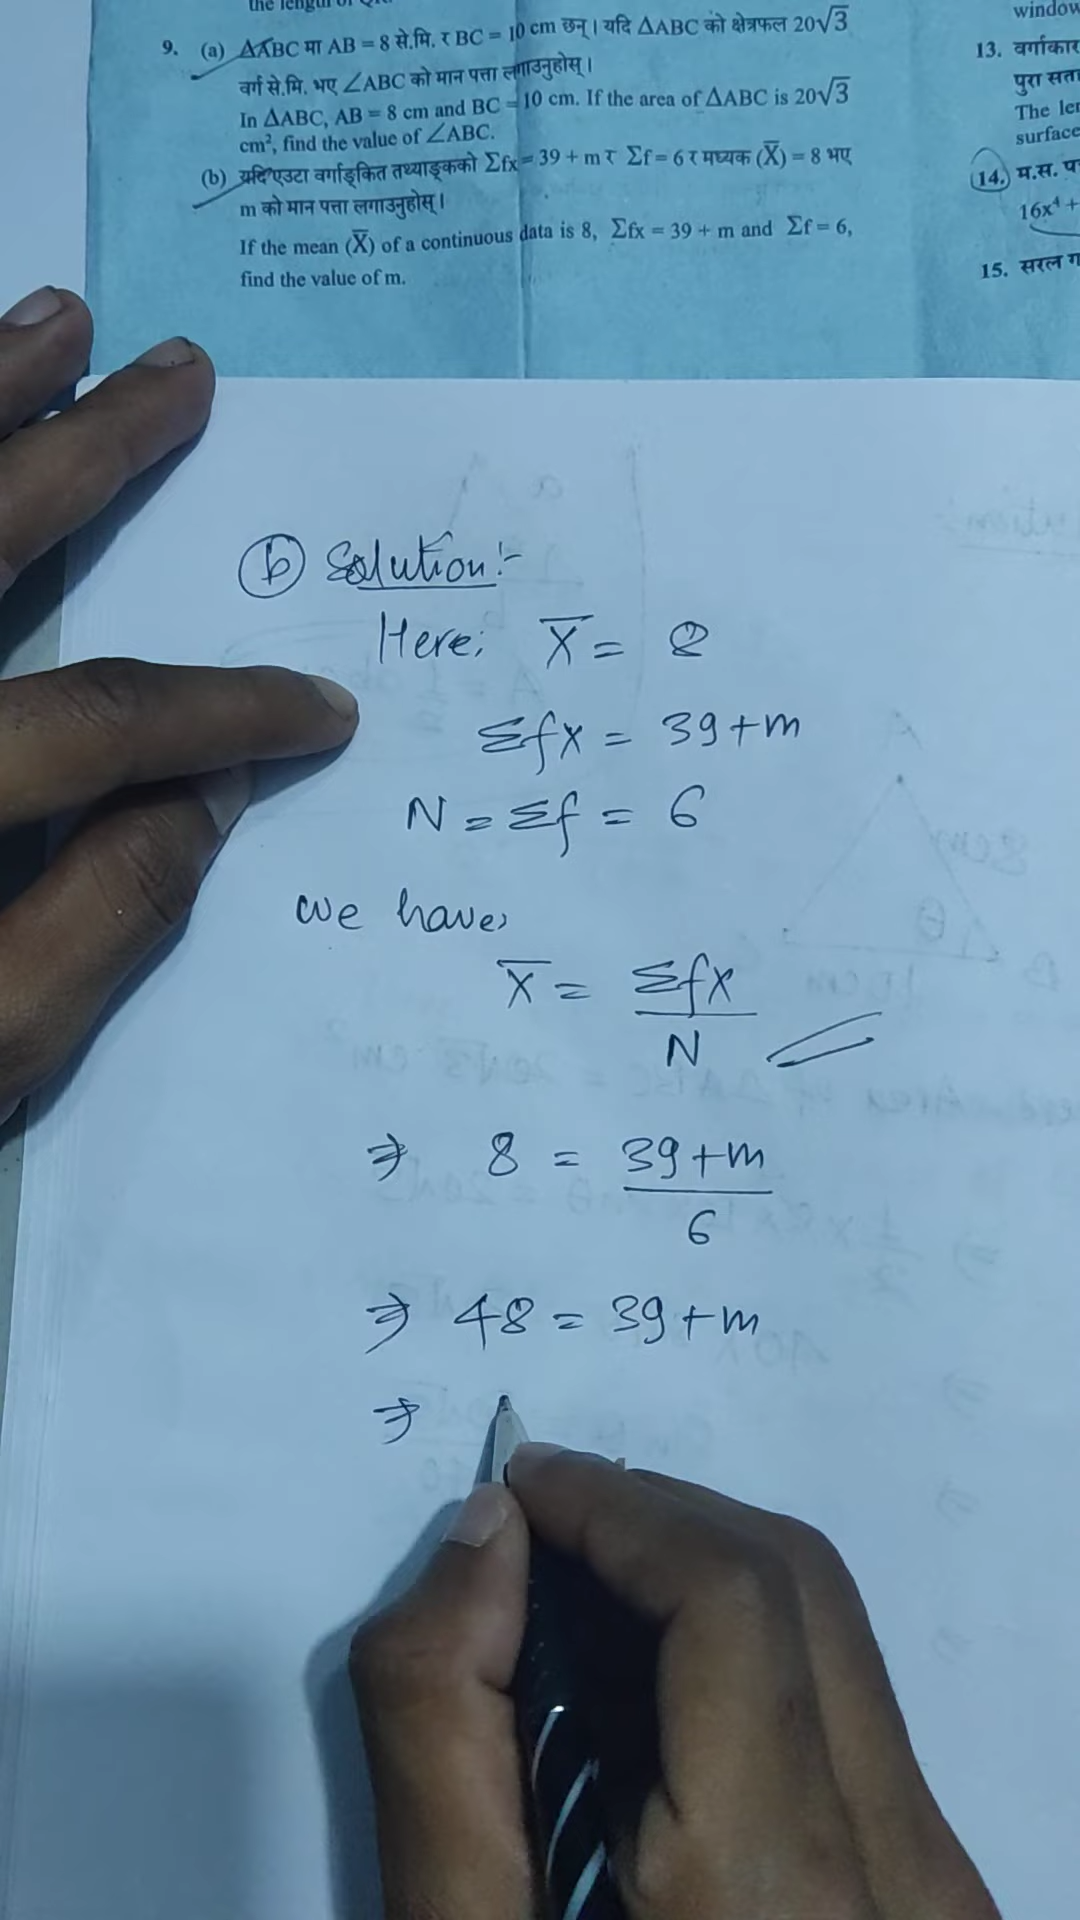 the length of
9. (a) ΔABC मा AB = 8 से.मि. र BC = 10 cm छन्। यदि ΔABC को क्षेत्रफल 20√3
वर्ग से.मि. भए ∠ABC को मान पत्ता लगाउनुहोस्।
In ΔABC, AB = 8 cm and BC = 10 cm. If the area of ΔABC is 20√3
cm², find the value of ∠ABC.
(b) यदि एउटा वर्गाङ्कित तथ्याङ्कको Σfx = 39 + m र Σf = 6 र मध्यक (X̅) = 8 भए
m को मान पत्ता लगाउनुहोस्।
If the mean (X̅) of a continuous data is 8, Σfx = 39 + m and Σf = 6,
find the value of m.
window
13. वर्गाकार
पुरा सत
The
surface
14. म.स. प
16x⁴ +
15. सरल ग
(b) Solution:-
Here, X̅ = 8
Σfx = 39+m
N = Σf = 6
we have,
X̅ = Σfx
N
⇒ 8 = 39+m
6
⇒ 48 = 39+m
⇒